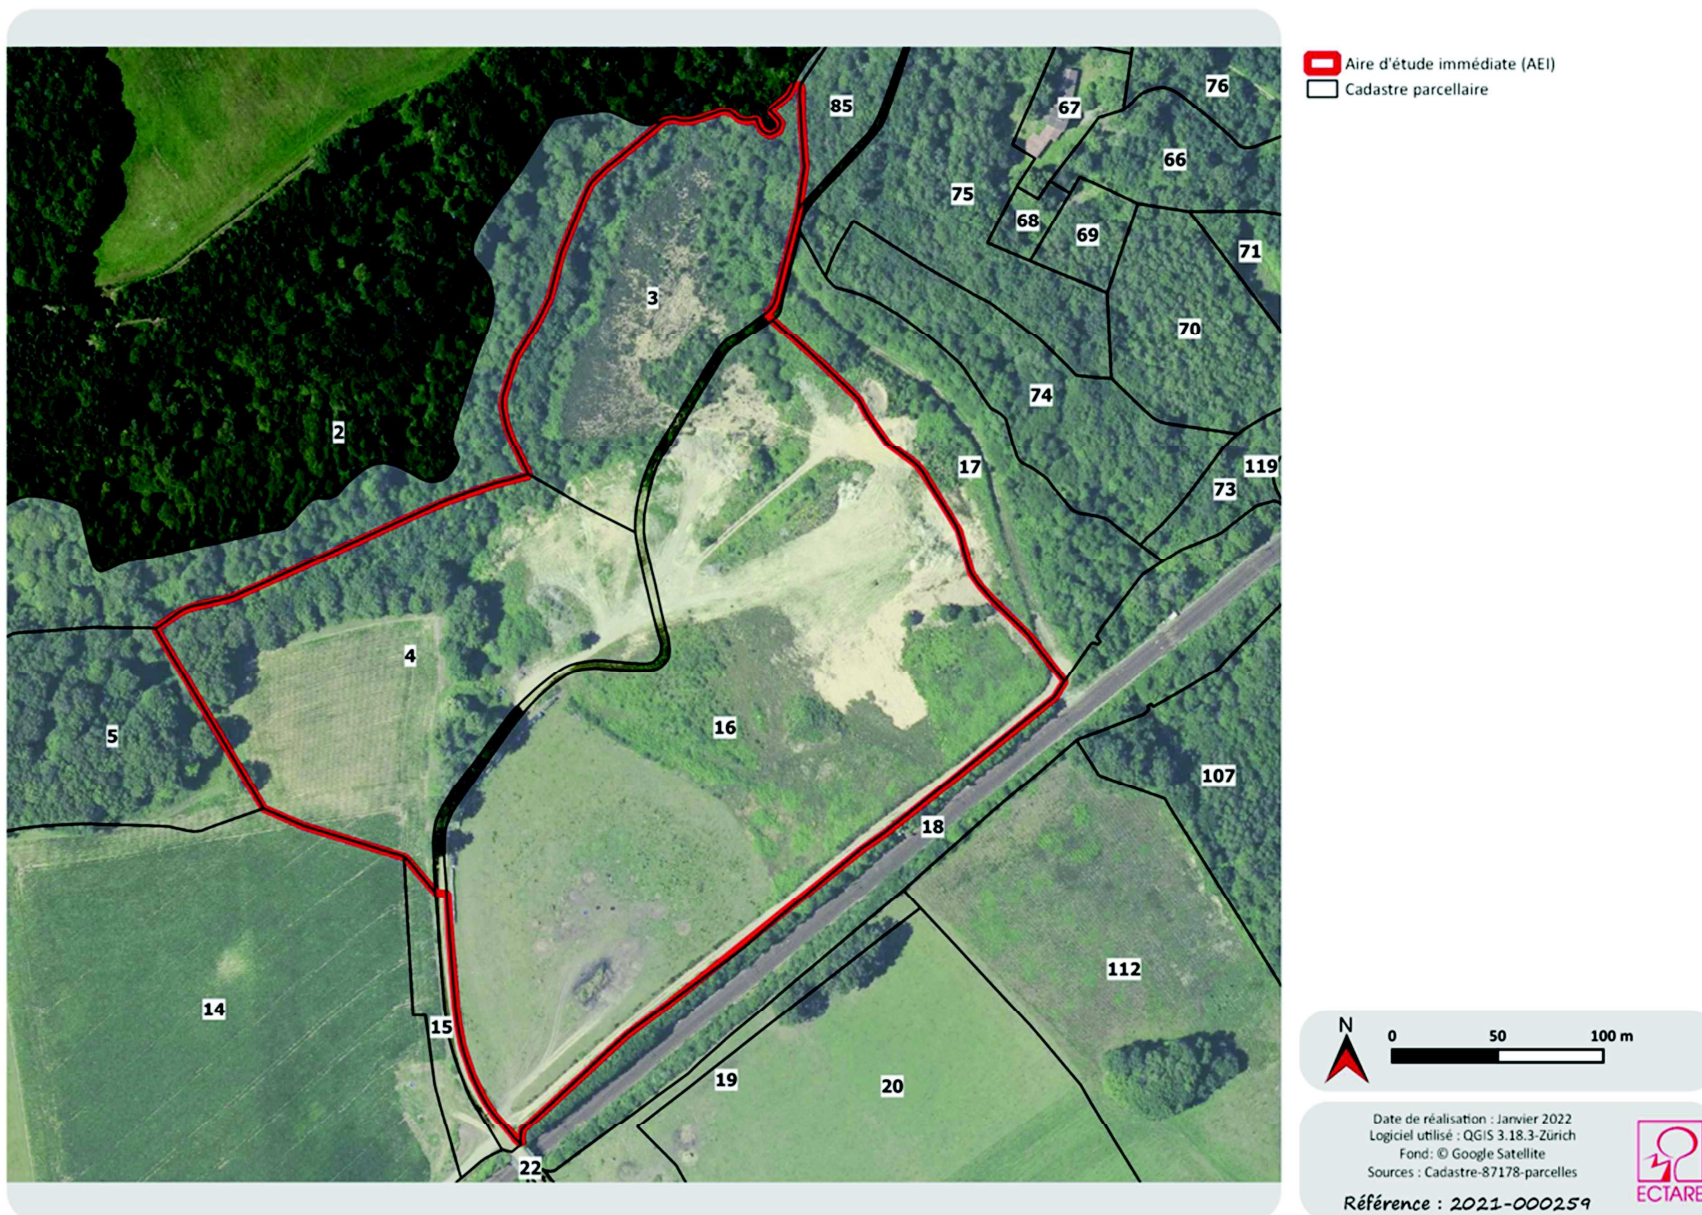 Aire d'étude immédiate (AEI)
Cadastre parcellaire
85
67
76
66
75
68
69
71
3
70
74
2
17
119
73
4
5
16
107
18
112
14
15
19
20
22
N
0 50 100 m
Date de réalisation : Janvier 2022
Logiciel utilisé : QGIS 3.18.3-Zürich
Fond: © Google Satellite
Sources : Cadastre-87178-parcelles
Référence : 2021-000259
ECTARE